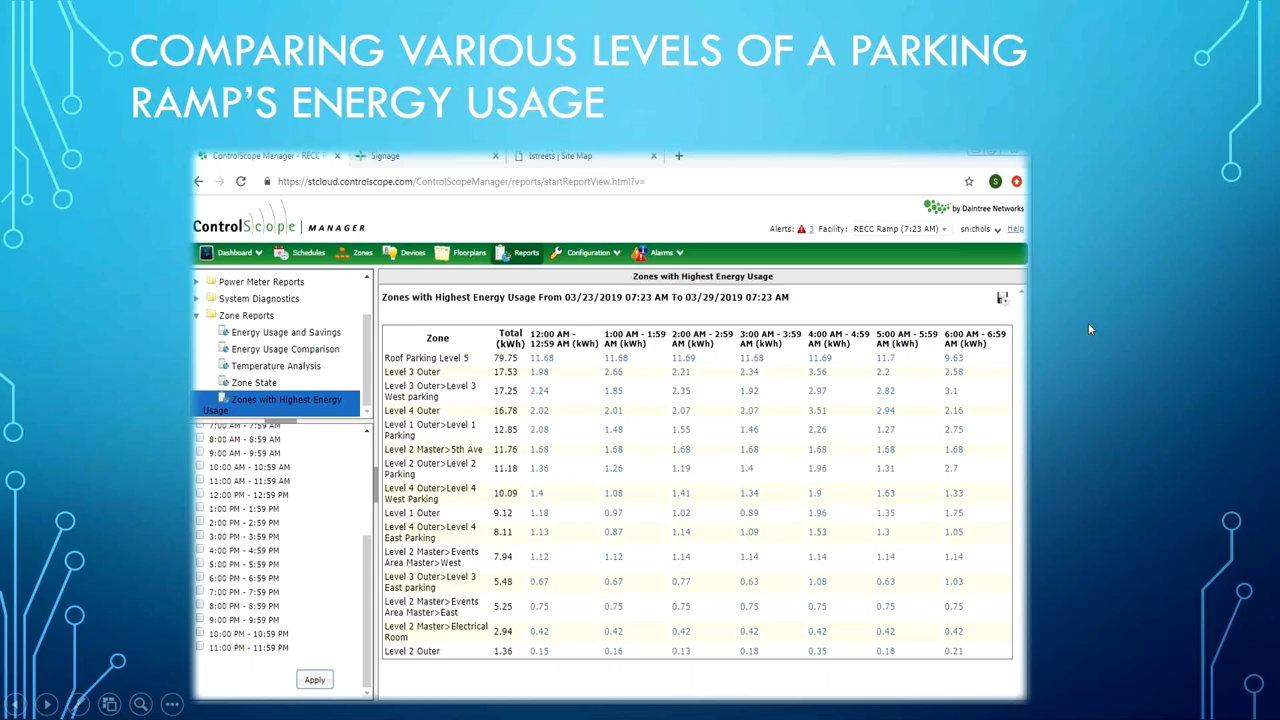 COMPARING VARIOUS LEVELS OF A PARKING
RAMP'S ENERGY USAGE
ControlScope Manager - RECC
Signage
Istreets | Site Map
https://stcloud.controlscope.com/ControlScopeManager/reports/startReportView.html?v=
S
ControlScope | MANAGER
by Daintree Networks
Alerts: 3 Facility: RECC Ramp (7:23 AM) snichols Help
Dashboard Schedules Zones Devices Floorplans Reports Configuration Alarms
Power Meter Reports
System Diagnostics
Zone Reports
Energy Usage and Savings
Energy Usage Comparison
Temperature Analysis
Zone State
Zones with Highest Energy
Usage
7:00 AM - 7:59 AM
8:00 AM - 8:59 AM
9:00 AM - 9:59 AM
10:00 AM - 10:59 AM
11:00 AM - 11:59 AM
12:00 PM - 12:59 PM
1:00 PM - 1:59 PM
2:00 PM - 2:59 PM
3:00 PM - 3:59 PM
4:00 PM - 4:59 PM
5:00 PM - 5:59 PM
6:00 PM - 6:59 PM
7:00 PM - 7:59 PM
8:00 PM - 8:59 PM
9:00 PM - 9:59 PM
10:00 PM - 10:59 PM
11:00 PM - 11:59 PM
Apply
Zones with Highest Energy Usage
Zones with Highest Energy Usage From 03/23/2019 07:23 AM To 03/29/2019 07:23 AM
Zone Total 12:00 AM - 1:00 AM - 1:59 2:00 AM - 2:59 3:00 AM - 3:59 4:00 AM - 4:59 5:00 AM - 5:59 6:00 AM - 6:59
(kWh) 12:59 AM (kWh) AM (kWh) AM (kWh) AM (kWh) AM (kWh) AM (kWh) AM (kWh)
Roof Parking Level 5 79.75 11.68 11.68 11.69 11.68 11.69 11.7 9.63
Level 3 Outer 17.53 1.98 2.66 2.21 2.34 3.56 2.2 2.58
Level 3 Outer>Level 3
West parking 17.25 2.24 1.85 2.35 1.92 2.97 2.82 3.1
Level 4 Outer 16.78 2.02 2.01 2.07 2.07 3.51 2.94 2.16
Level 1 Outer>Level 1
Parking 12.85 2.08 1.48 1.55 1.46 2.26 1.27 2.75
Level 2 Master>5th Ave 11.76 1.68 1.68 1.68 1.68 1.68 1.68 1.68
Level 2 Outer>Level 2
Parking 11.18 1.36 1.26 1.19 1.4 1.96 1.31 2.7
Level 4 Outer>Level 4
West Parking 10.09 1.4 1.08 1.41 1.34 1.9 1.63 1.33
Level 1 Outer 9.12 1.18 0.97 1.02 0.89 1.96 1.35 1.75
Level 4 Outer>Level 4
East Parking 8.11 1.13 0.87 1.14 1.09 1.53 1.3 1.05
Level 2 Master>Events
Area Master>West 7.94 1.12 1.12 1.14 1.14 1.14 1.14 1.14
Level 3 Outer>Level 3
East parking 5.48 0.67 0.67 0.77 0.63 1.08 0.63 1.03
Level 2 Master>Events
Area Master>East 5.25 0.75 0.75 0.75 0.75 0.75 0.75 0.75
Level 2 Master>Electrical
Room 2.94 0.42 0.42 0.42 0.42 0.42 0.42 0.42
Level 2 Outer 1.36 0.15 0.16 0.13 0.18 0.35 0.18 0.21